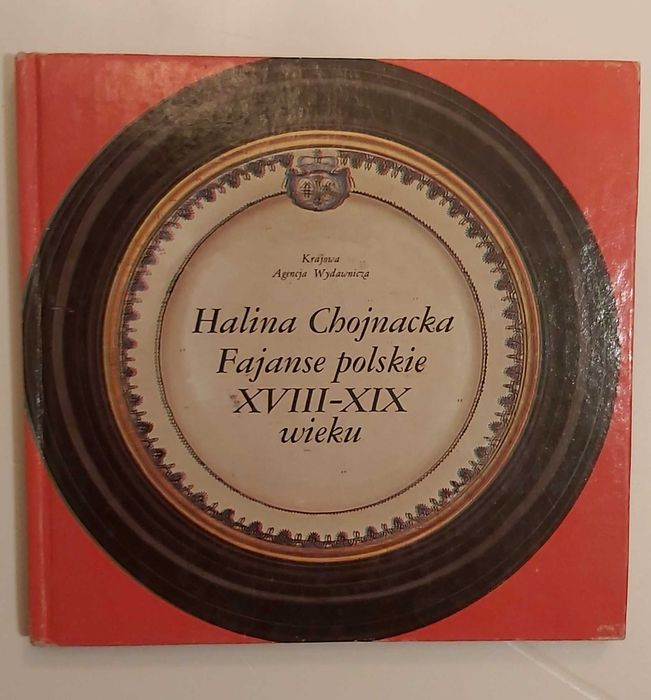 Krajowa
Agencja Wydawnicza
Halina Chojnacka
Fajanse polskie
XVIII-XIX
wieku